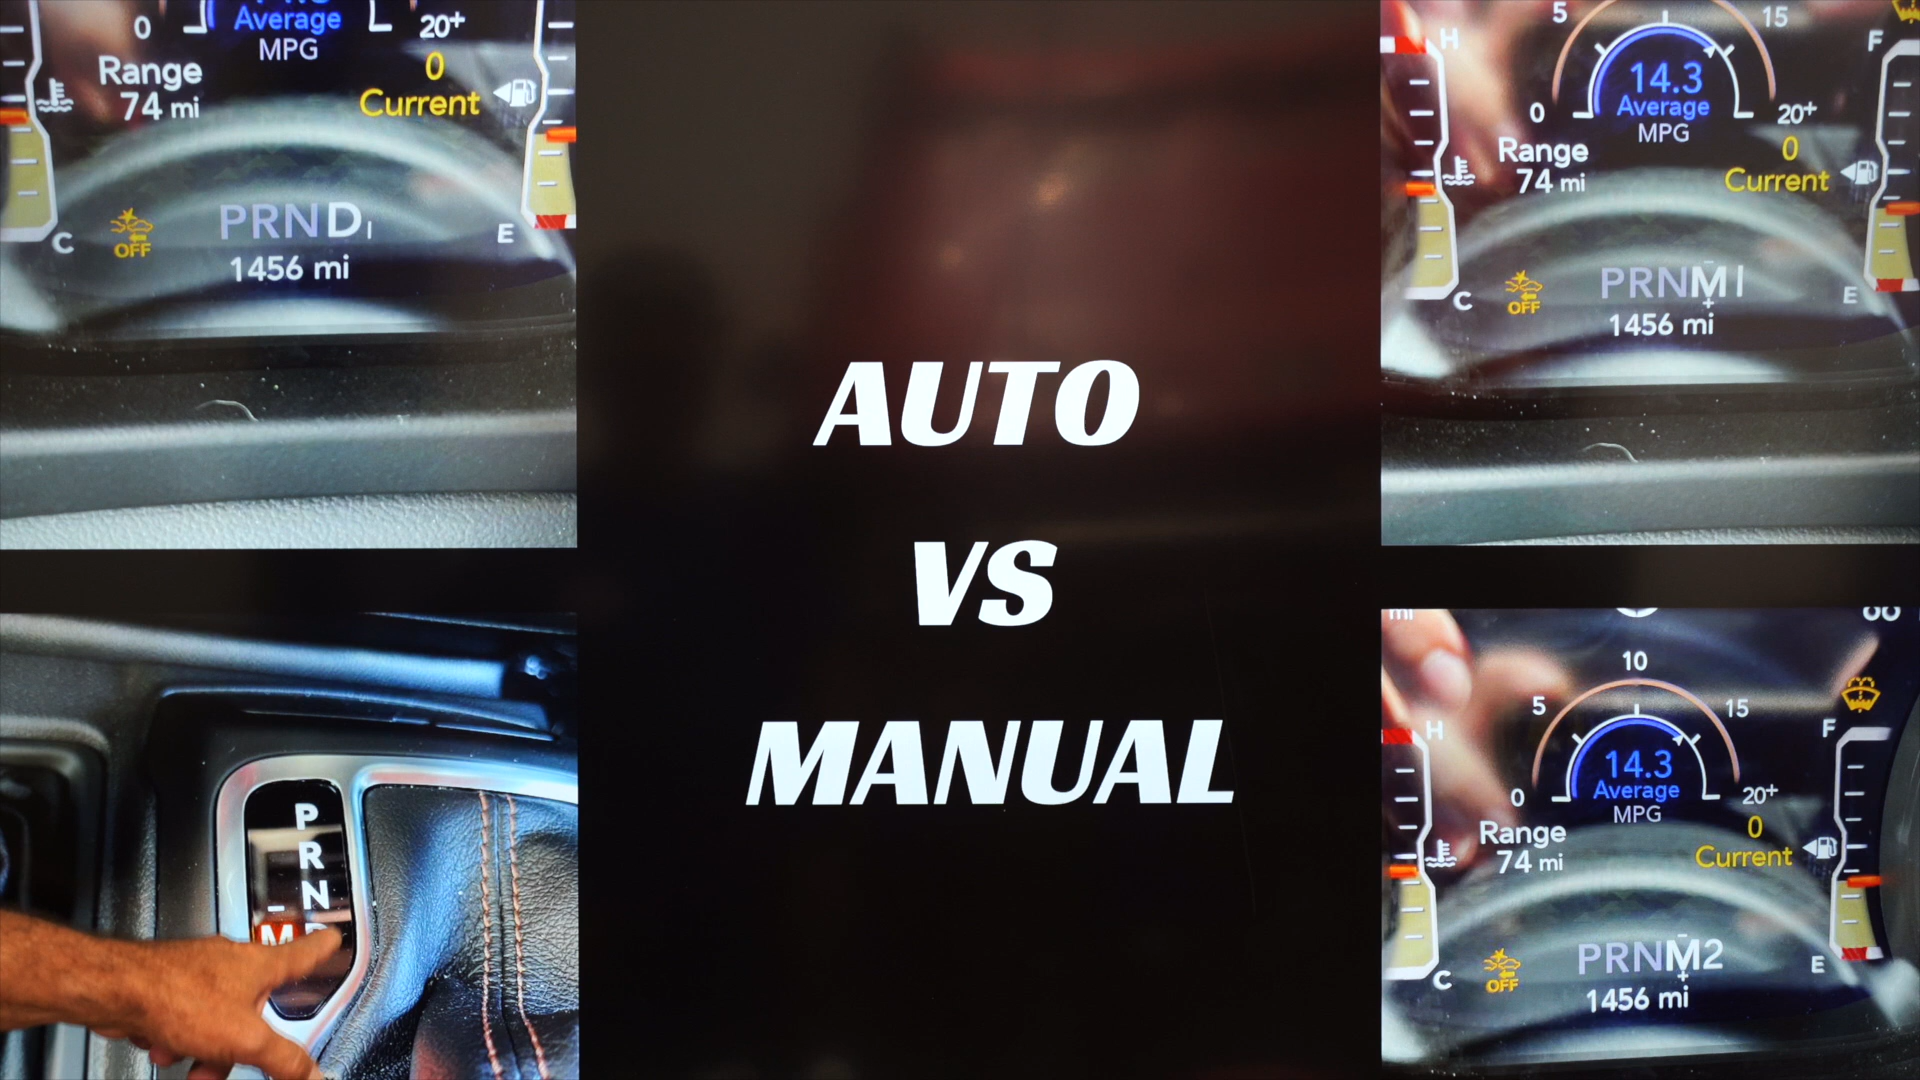 0
Average
20+
MPG
0
Range
74 mi
Current
PRND1
C
OFF
E
1456 mi
AUTO
VS
MANUAL
P
R
N
M
H
5
15
F
14.3
Average
0
20+
MPG
0
Range
74 mi
Current
PRNM1
C
OFF
E
1456 mi
mi
10
5
15
H
F
14.3
Average
0
20+
MPG
0
Range
74 mi
Current
PRNM2
C
OFF
E
1456 mi